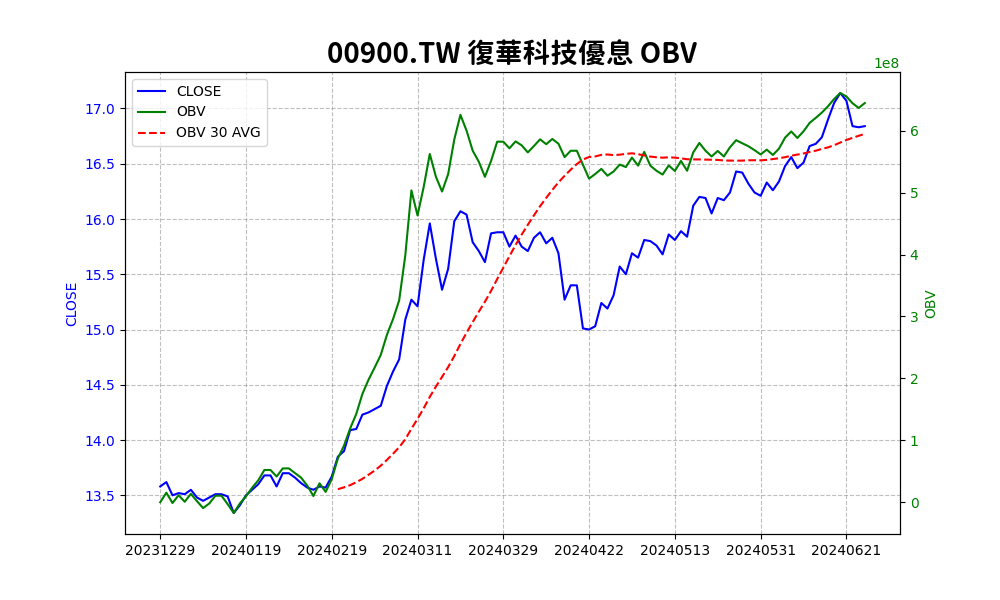 00900.TW 復華科技優息 OBV
1e8
CLOSE
OBV
OBV 30 AVG
17.0
16.5
16.0
15.5
15.0
14.5
14.0
13.5
CLOSE
6
5
4
3
2
1
0
OBV
20231229 20240119 20240219 20240311 20240329 20240422 20240513 20240531 20240621